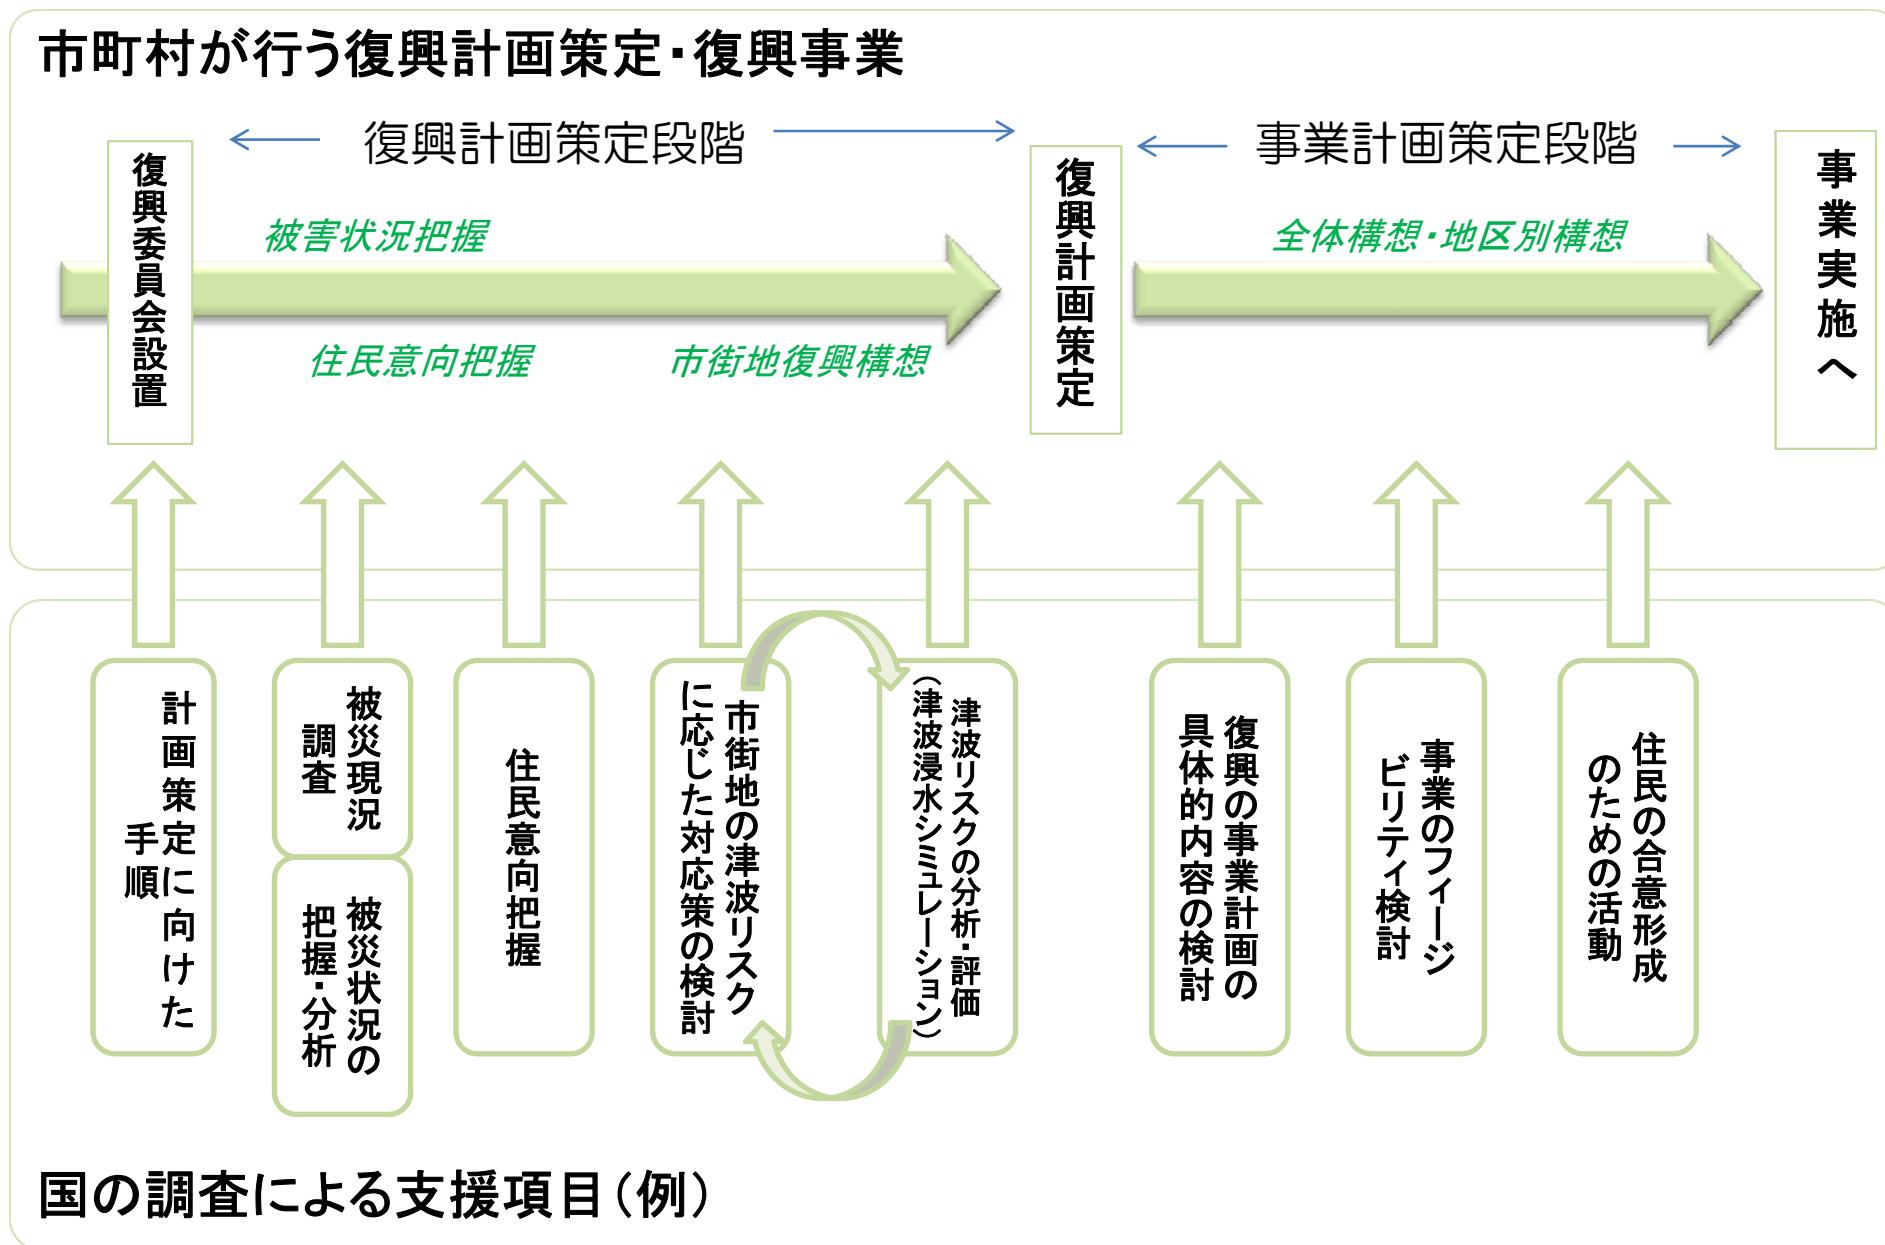 市町村が行う復興計画策定・復興事業
復興計画策定段階
事業計画策定段階
復興委員会設置
被害状況把握
住民意向把握
市街地復興構想
復興計画策定
全体構想・地区別構想
事業実施へ
計画策定に向けた
手順
被災現況
調査
被災状況の
把握・分析
住民意向把握
市街地の津波リスク
に応じた対応策の検討
津波リスクの分析・評価
（津波浸水シミュレーション）
復興の事業計画の
具体的内容の検討
事業のフィージ
ビリティ検討
住民の合意形成
のための活動
国の調査による支援項目（例）